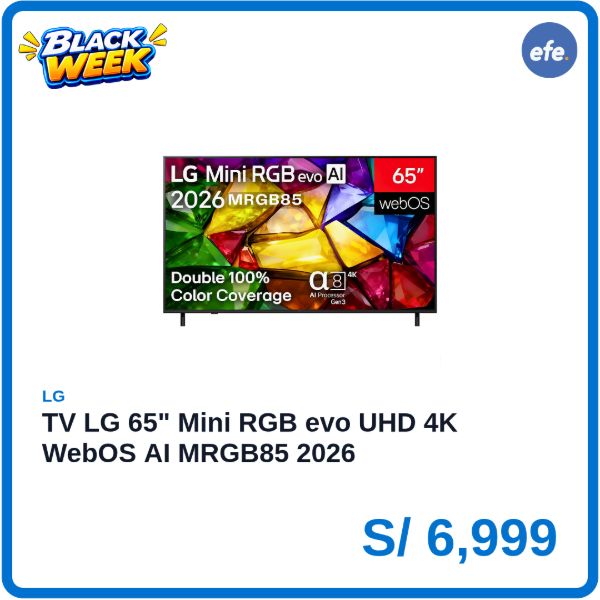 BLACK
WEEK
efe.
LG Mini RGB evo AI
65"
2026 MRGB85
webOS
Double 100%
Color Coverage
α8 4K
AI Processor
Gen3
LG
TV LG 65" Mini RGB evo UHD 4K
WebOS AI MRGB85 2026
S/ 6,999